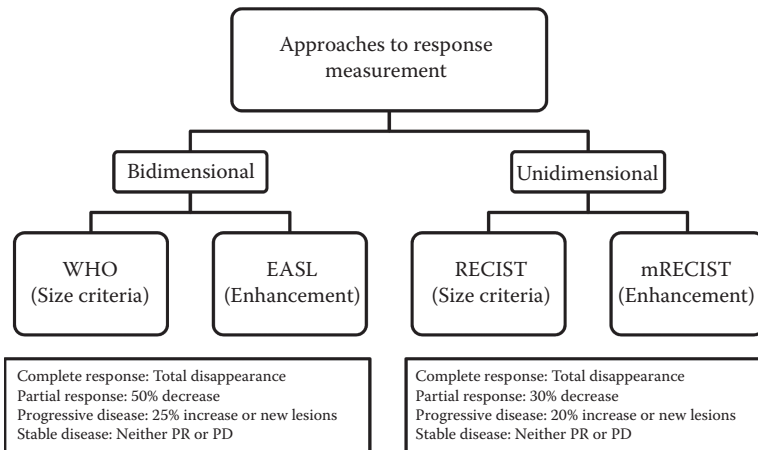 Approaches to response
measurement
Bidimensional
Unidimensional
WHO
(Size criteria)
EASL
(Enhancement)
RECIST
(Size criteria)
mRECIST
(Enhancement)
Complete response: Total disappearance
Partial response: 50% decrease
Progressive disease: 25% increase or new lesions
Stable disease: Neither PR or PD
Complete response: Total disappearance
Partial response: 30% decrease
Progressive disease: 20% increase or new lesions
Stable disease: Neither PR or PD